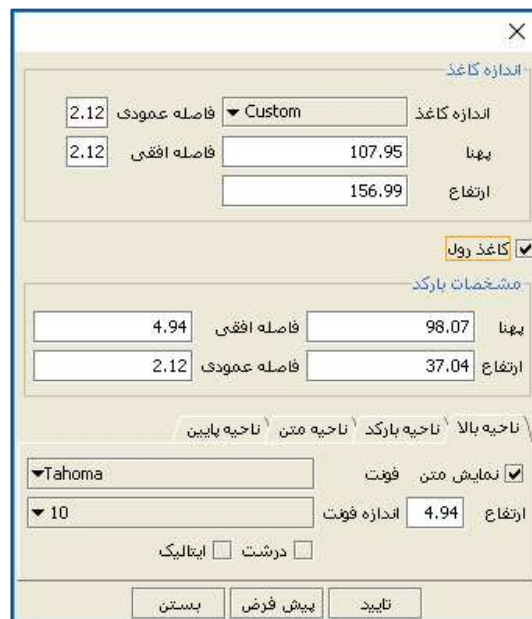 اندازه کاغذ
اندازه کاغذ Custom فاصله عمودی 2.12
پهنا 107.95 فاصله افقی 2.12
ارتفاع 156.99
کاغذ رول
مشخصات بارکد
پهنا 98.07 فاصله افقی 4.94
ارتفاع 37.04 فاصله عمودی 2.12
ناحیه بالا ناحیه بارکد ناحیه متن ناحیه پایین
نمایش متن فونت Tahoma
ارتفاع 4.94 اندازه فونت 10
درشت ایتالیک
تایید پیش فرض بستن